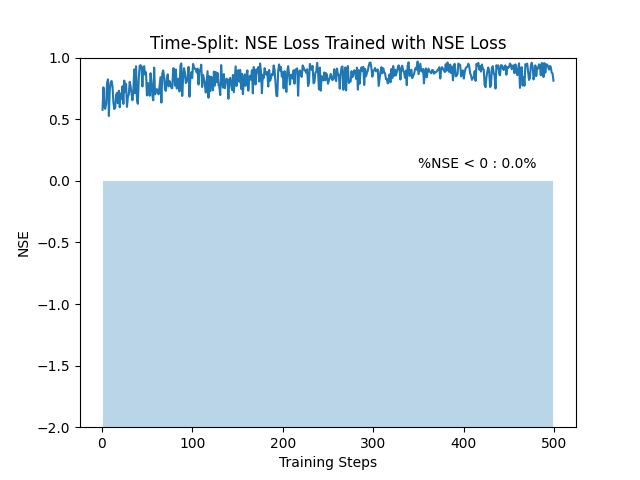 Time-Split: NSE Loss Trained with NSE Loss
1.0
0.5
0.0
−0.5
−1.0
−1.5
−2.0
NSE
%NSE < 0 : 0.0%
0 100 200 300 400 500
Training Steps